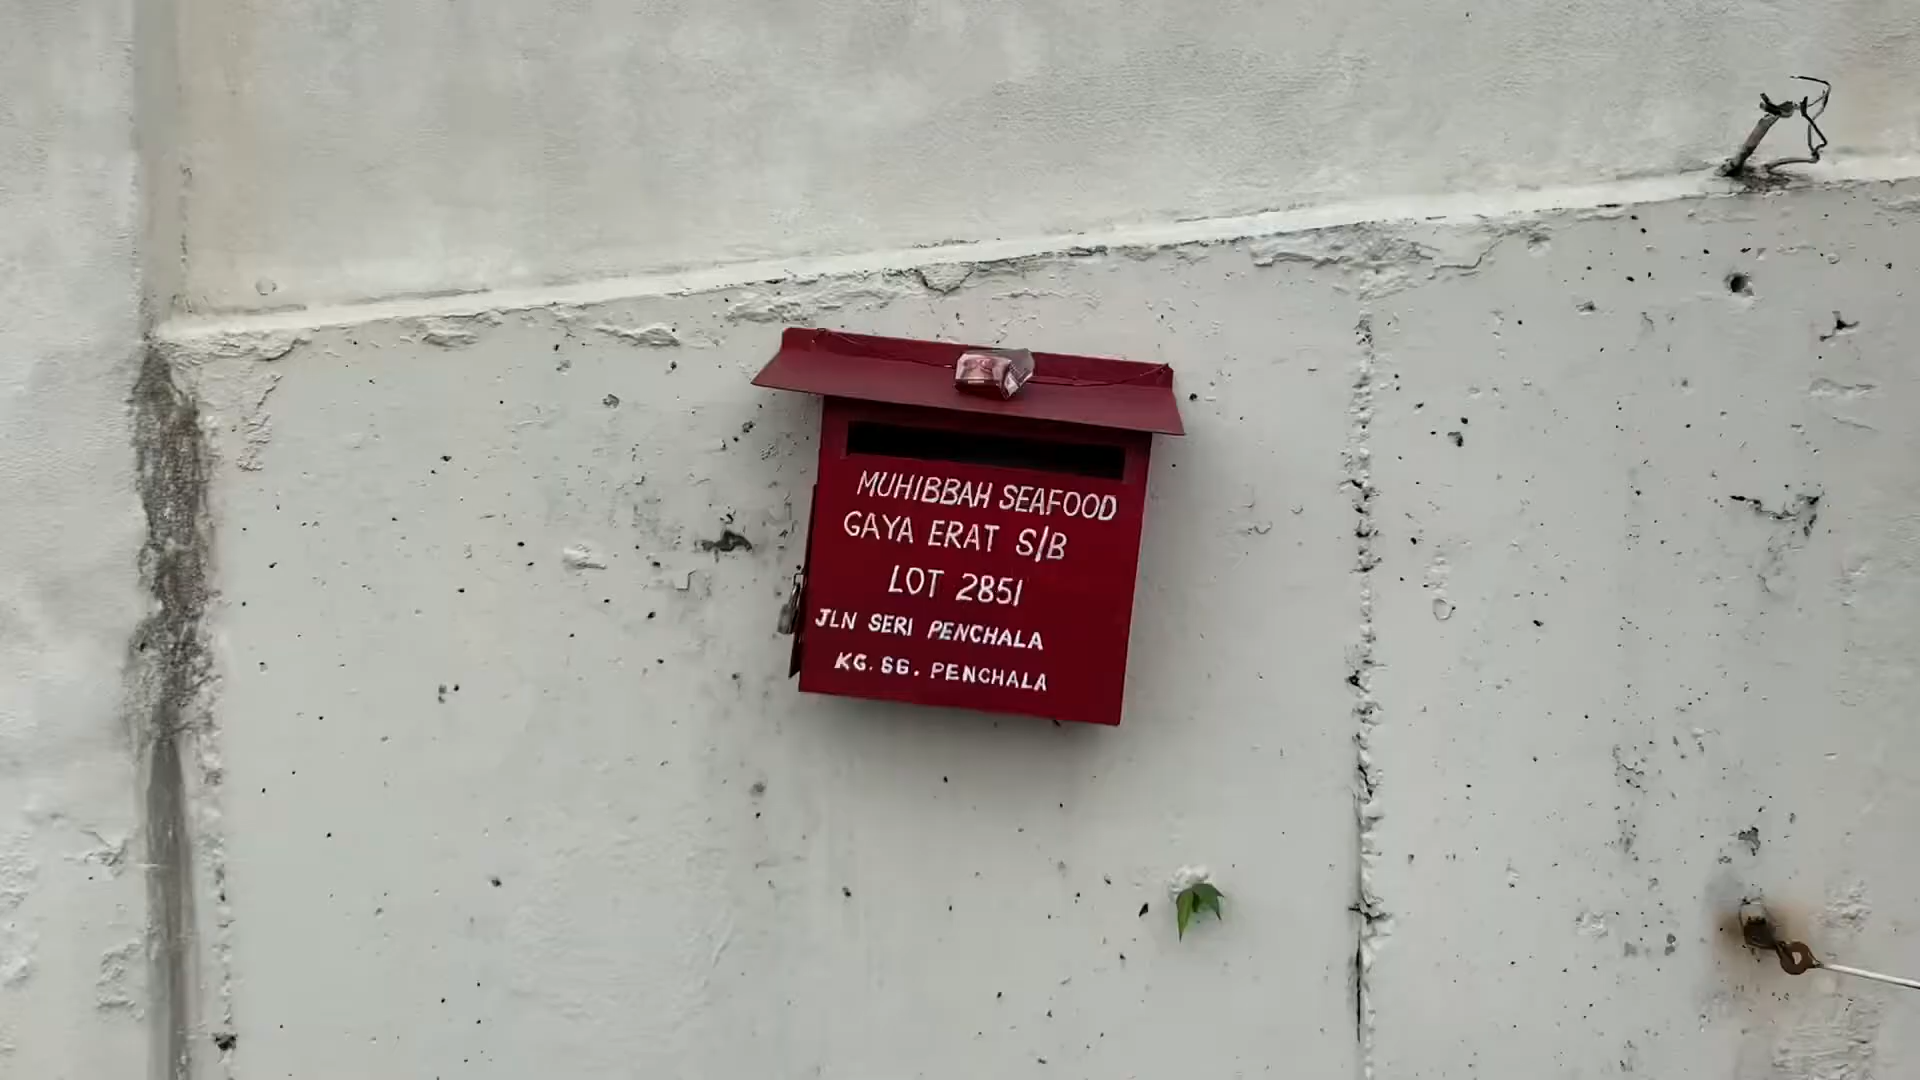 MUHIBBAH SEAFOOD
GAYA ERAT S/B
LOT 2851
JLN SERI PENCHALA
KG. SG. PENCHALA